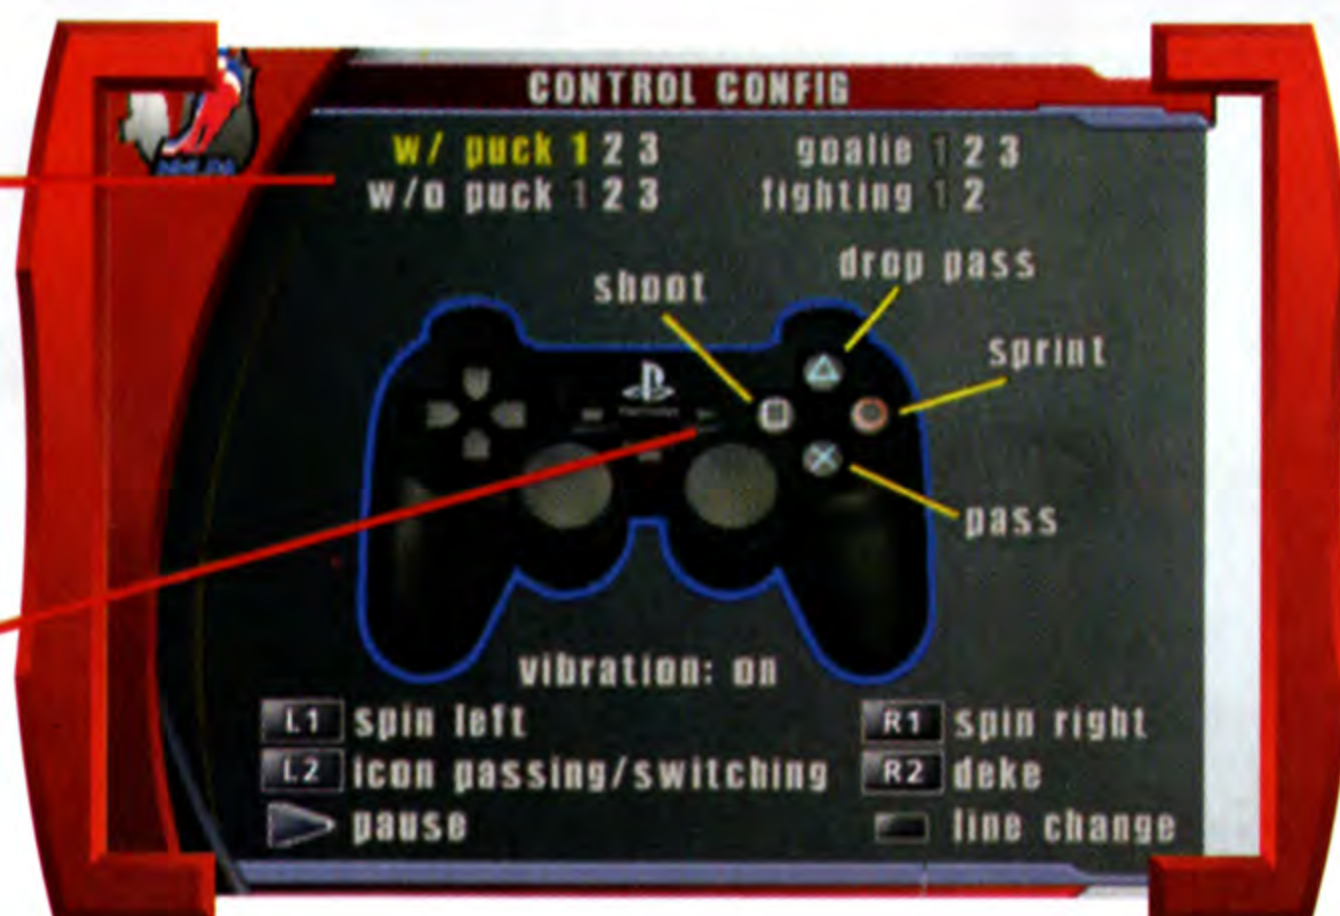 CONTROL CONFIG
w/ puck 1 2 3 goalie 1 2 3
w/o puck 1 2 3 fighting 1 2
drop pass
shoot
sprint
pass
vibration: on
L1 spin left R1 spin right
L2 icon passing/switching R2 deke
pause line change